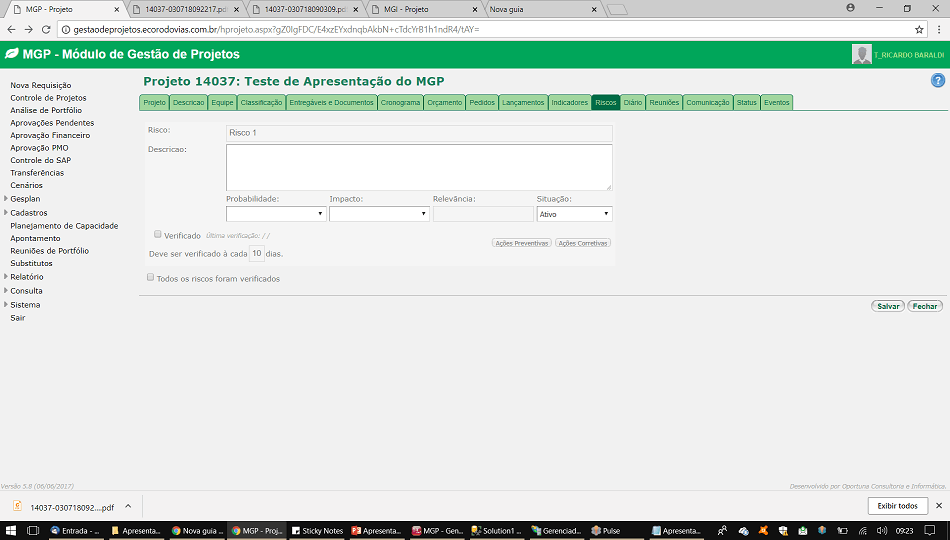 MGP - Projeto
14037-030718092217.pd
14037-030718090309.pd
MGI - Projeto
Nova guia
gestaodeprojetos.ecorodovias.com.br/hprojeto.aspx?gZ0lgFDC/E4xzEYxdnqbAkbN+cTdcYrB1h1ndR4/tAY=
MGP - Módulo de Gestão de Projetos
T_RICARDO BARALDI
Projeto 14037: Teste de Apresentação do MGP
?
Projeto Descricao Equipe Classificação Entregáveis e Documentos Cronograma Orçamento Pedidos Lançamentos Indicadores Riscos Diário Reuniões Comunicação Status Eventos
Nova Requisição
Controle de Projetos
Análise de Portfólio
Aprovações Pendentes
Aprovação Financeiro
Aprovação PMO
Controle do SAP
Transferências
Cenários
Gesplan
Cadastros
Planejamento de Capacidade
Apontamento
Reuniões de Portfólio
Substitutos
Relatório
Consulta
Sistema
Sair
Risco:
Risco 1
Descricao:
Probabilidade: Impacto: Relevância: Situação:
Ativo
Verificado Última verificação: / /
Ações Preventivas Ações Corretivas
Deve ser verificado à cada 10 dias.
Todos os riscos foram verificados
Salvar Fechar
Versão 5.8 (06/06/2017)
Desenvolvido por Oportuna Consultoria e Informática.
14037-030718092....pdf
Exibir todos
Entrada - ...
Apresenta...
Nova guia ...
MGP - Proj...
Sticky Notes
Apresenta...
MGP - Gen...
Solution1 ...
Gerenciad...
Pulse
Apresenta...
09:23